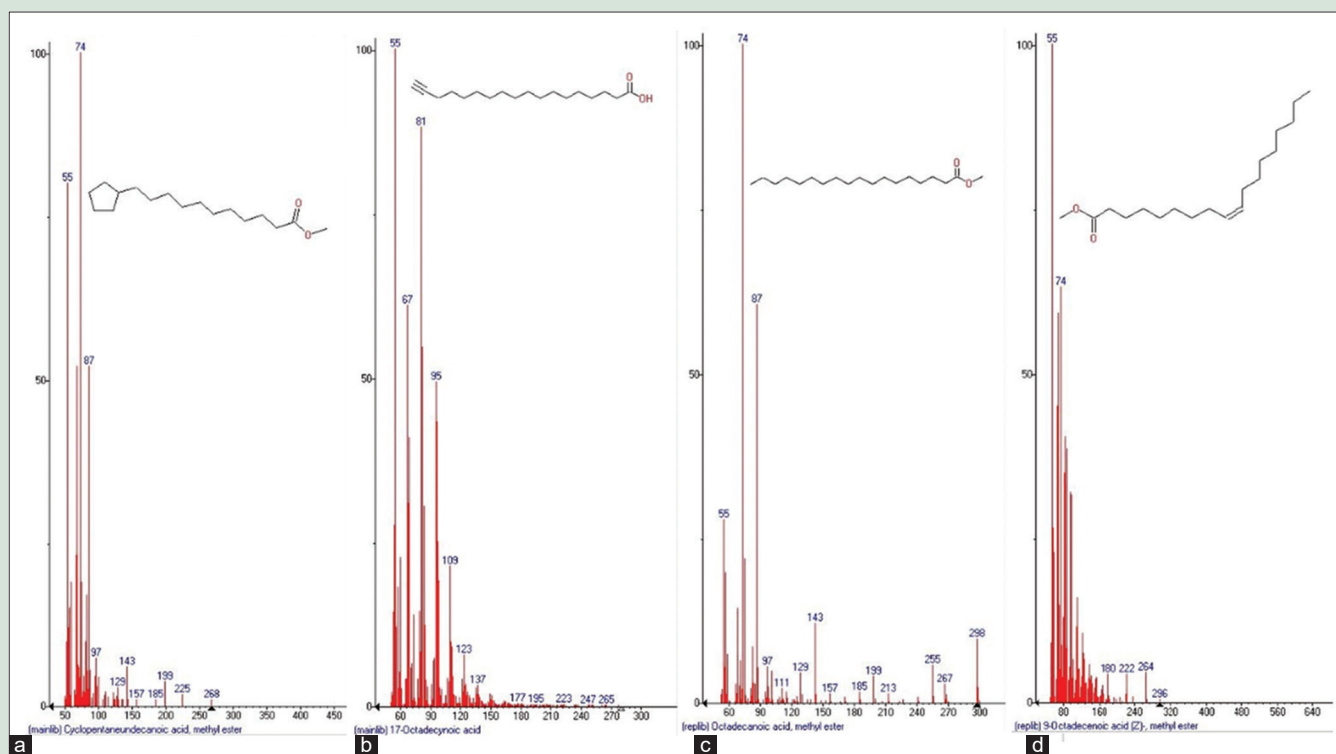 100
74
55
O
O
87
50
97
129
143
157
185
199
225
268
0
50 100 150 200 250 300 350 400 450
(mainlib) Cyclopentaneundecanoic acid, methyl ester
a
100
55
O
OH
81
67
95
50
109
123
137
177 195 223 247 265
0
60 90 120 150 180 210 240 270 300
(mainlib) 17-Octadecynoic acid
b
100
74
O
O
87
50
55
143
298
97
111
129
157
185
199
213
255
267
0
60 90 120 150 180 210 240 270 300
(replib) Octadecanoic acid, methyl ester
c
100
55
O
O
74
50
180 222 264
296
0
80 160 240 320 400 480 560 640
(replib) 9-Octadecenoic acid (Z)-, methyl ester
d